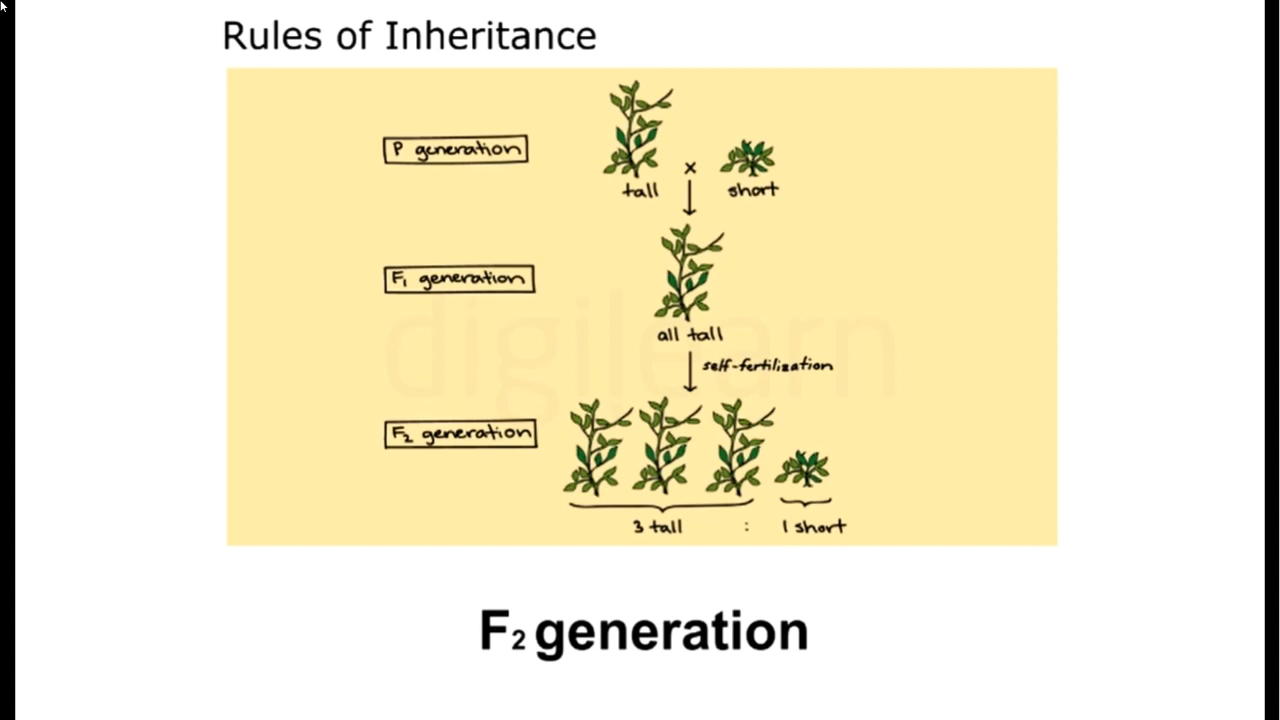 Rules of Inheritance
P generation
tall x short
F₁ generation
all tall
self-fertilization
F₂ generation
3 tall : 1 short
digilearn
F₂ generation